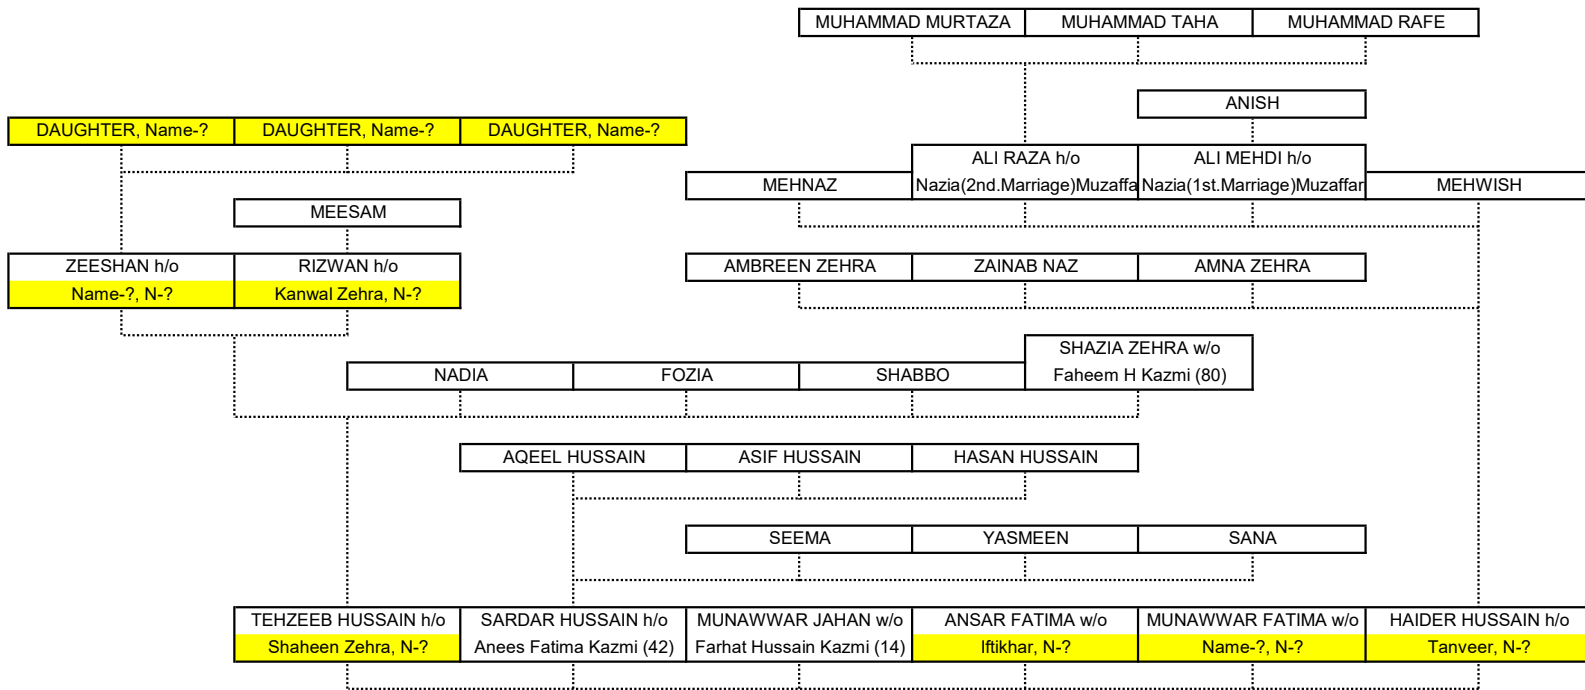 MUHAMMAD MURTAZA MUHAMMAD TAHA MUHAMMAD RAFE
ANISH
DAUGHTER, Name-? DAUGHTER, Name-? DAUGHTER, Name-?
ALI RAZA h/o ALI MEHDI h/o
MEHNAZ Nazia(2nd.Marriage)Muzaffa Nazia(1st.Marriage)Muzaffar MEHWISH
MEESAM
ZEESHAN h/o RIZWAN h/o AMBREEN ZEHRA ZAINAB NAZ AMNA ZEHRA
Name-?, N-? Kanwal Zehra, N-?
SHAZIA ZEHRA w/o
NADIA FOZIA SHABBO Faheem H Kazmi (80)
AQEEL HUSSAIN ASIF HUSSAIN HASAN HUSSAIN
SEEMA YASMEEN SANA
TEHZEEB HUSSAIN h/o SARDAR HUSSAIN h/o MUNAWWAR JAHAN w/o ANSAR FATIMA w/o MUNAWWAR FATIMA w/o HAIDER HUSSAIN h/o
Shaheen Zehra, N-? Anees Fatima Kazmi (42) Farhat Hussain Kazmi (14) Iftikhar, N-? Name-?, N-? Tanveer, N-?